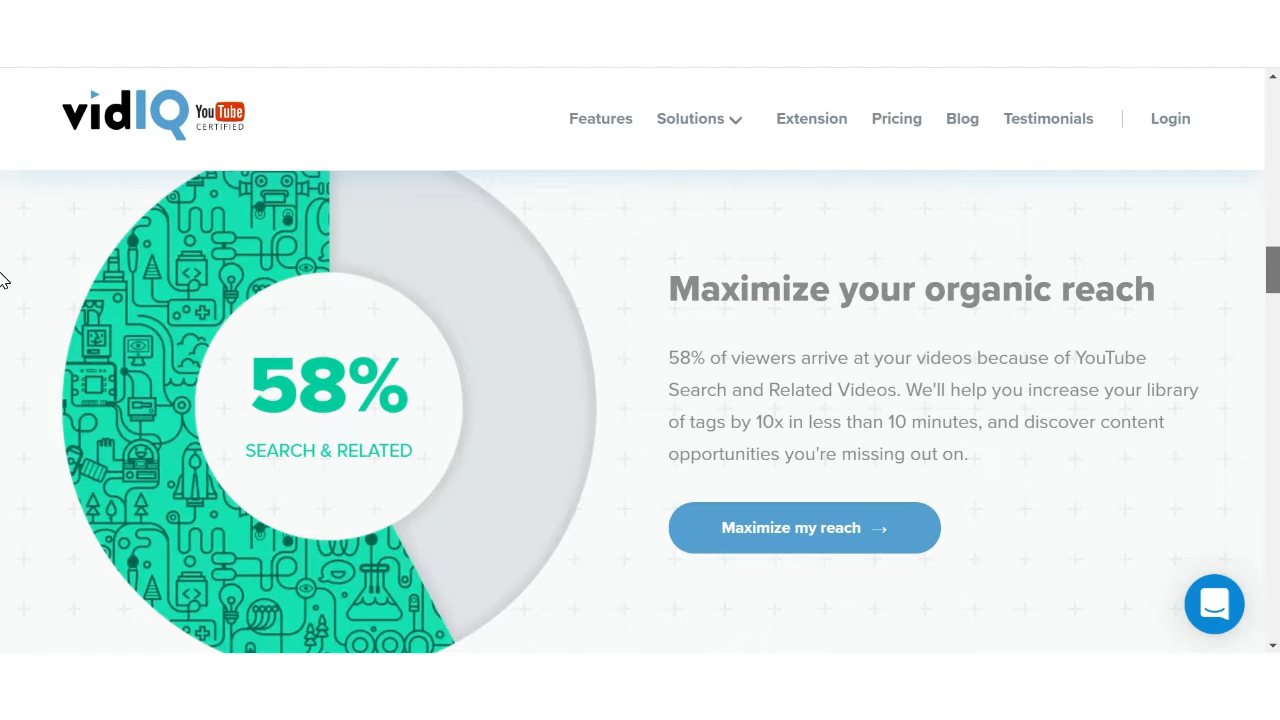 vidIQ YouTube CERTIFIED
Features Solutions Extension Pricing Blog Testimonials Login
58%
SEARCH & RELATED
Maximize your organic reach
58% of viewers arrive at your videos because of YouTube
Search and Related Videos. We'll help you increase your library
of tags by 10x in less than 10 minutes, and discover content
opportunities you're missing out on.
Maximize my reach →